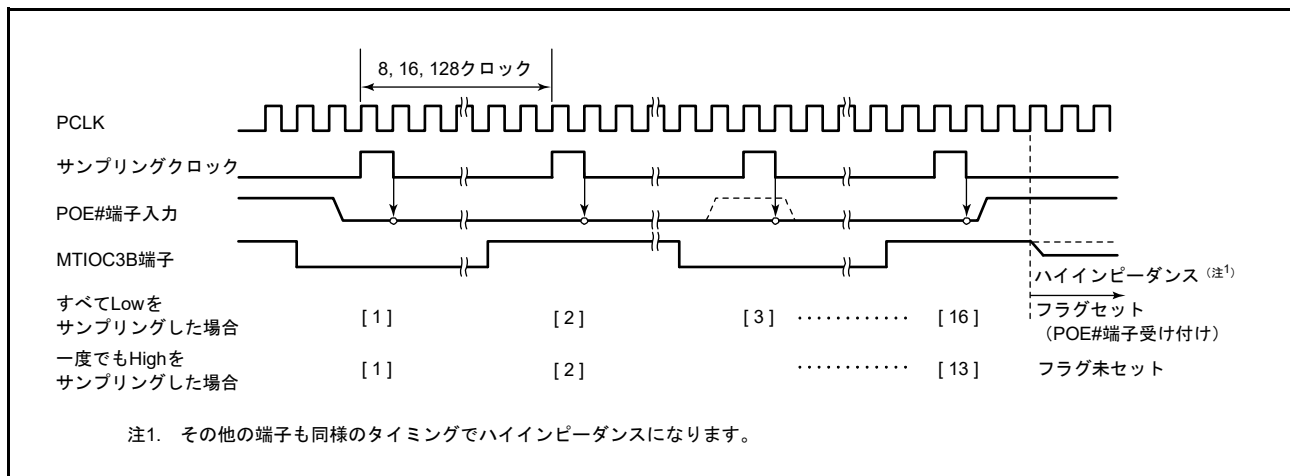 8, 16, 128クロック
PCLK
サンプリングクロック
POE#端子入力
MTIOC3B端子
ハイインピーダンス（注1）
すべてLowを
サンプリングした場合
[ 1 ] [ 2 ] [ 3 ] ············ [ 16 ]
フラグセット
（POE#端子受け付け）
一度でもHighを
サンプリングした場合
[ 1 ] [ 2 ] ············ [ 13 ]
フラグ未セット
注1. その他の端子も同様のタイミングでハイインピーダンスになります。